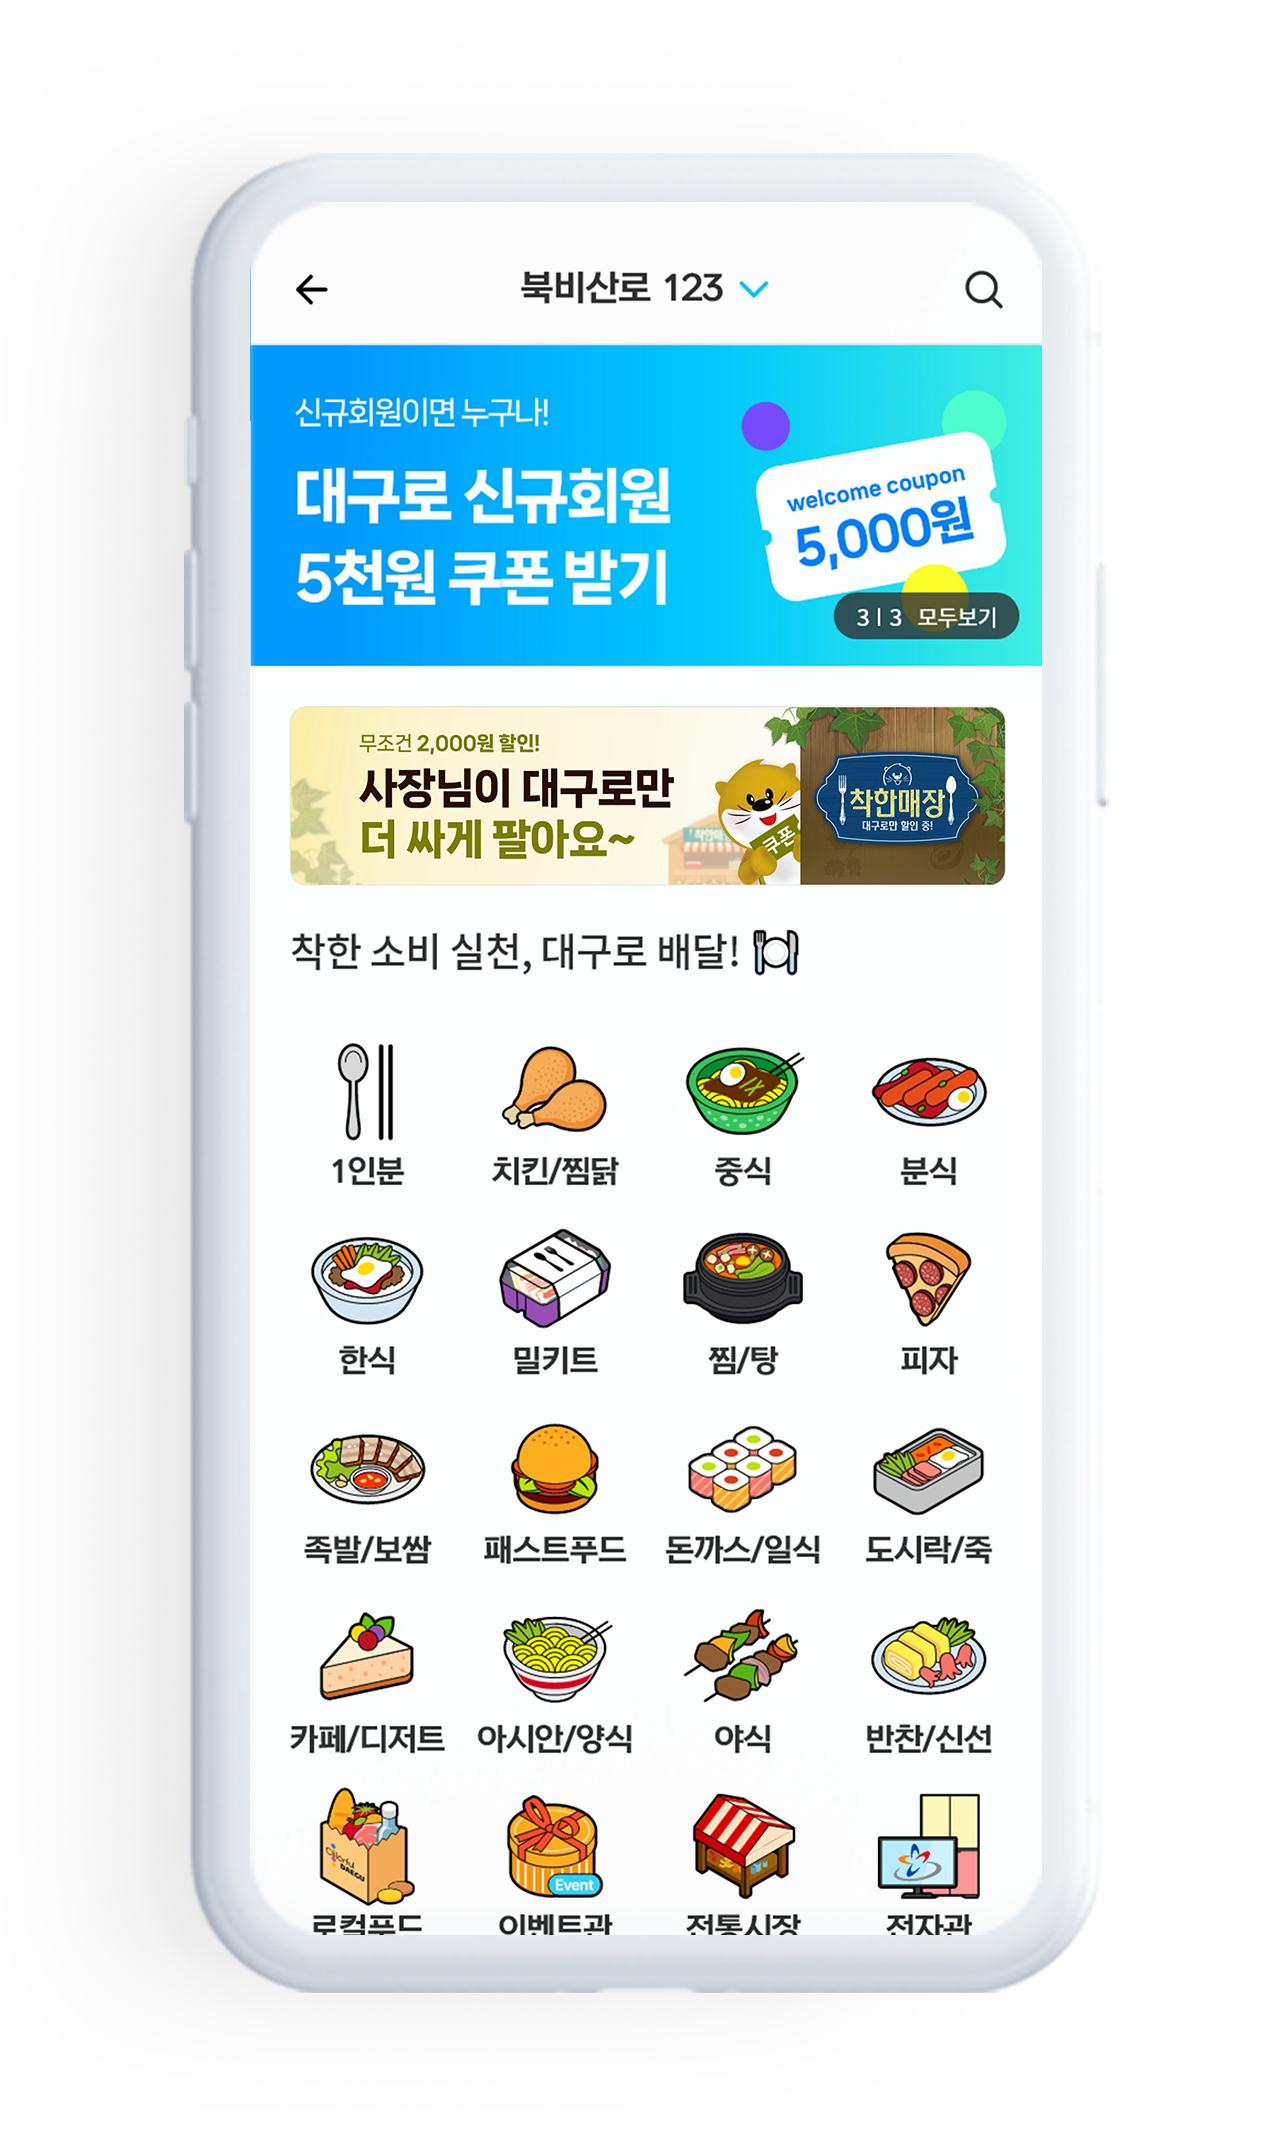 북비산로 123
신규회원이면 누구나!
대구로 신규회원
5천원 쿠폰 받기
welcome coupon
5,000원
3 | 3 모두보기
무조건 2,000원 할인!
사장님이 대구로만
더 싸게 팔아요~
쿠폰
착한매장
대구로만 할인 중!
착한 소비 실천, 대구로 배달!
1인분 치킨/찜닭 중식 분식
한식 밀키트 찜/탕 피자
족발/보쌈 패스트푸드 돈까스/일식 도시락/죽
카페/디저트 아시안/양식 야식 반찬/신선
Colorful
DAEGU
Event
로컬푸드 이벤트관 전통시장 전자관